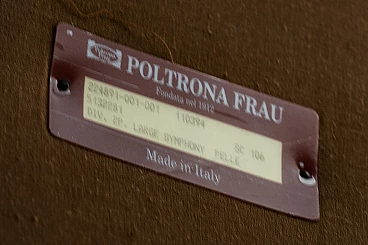 POLTRONA FRAU
Fondata nel 1912
224891-001-001 110394
5132281 SC 106
DIV. 2P. LARGE SYMPHONY PELLE
Made in Italy